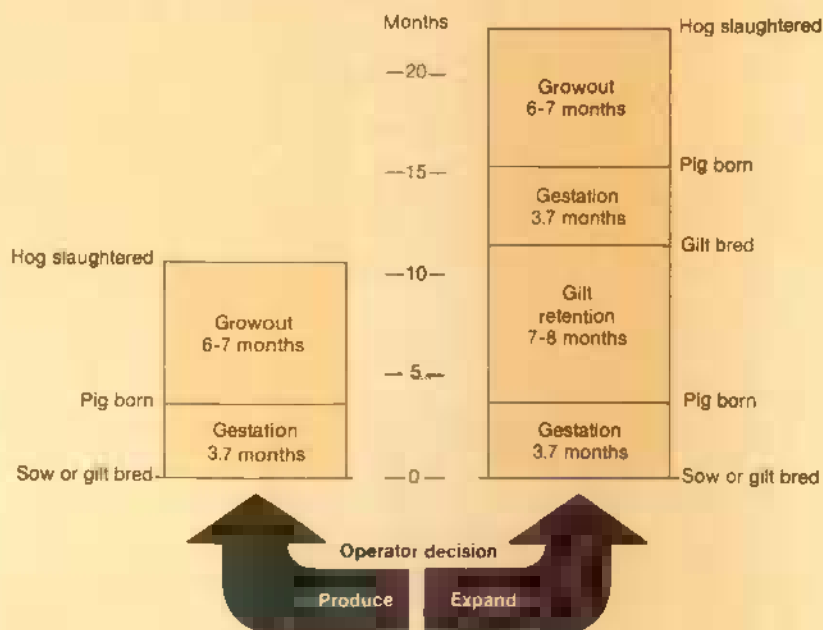 Months
Hog slaughtered
—20—
Growout
6-7 months
Pig born
—15—
Gestation
3.7 months
Gilt bred
Hog slaughtered
—10—
Gilt
retention
7-8 months
Growout
6-7 months
—5—
Pig born
Pig born
Gestation
3.7 months
Gestation
3.7 months
Sow or gilt bred
—0—
Sow or gilt bred
Operator decision
Produce
Expand